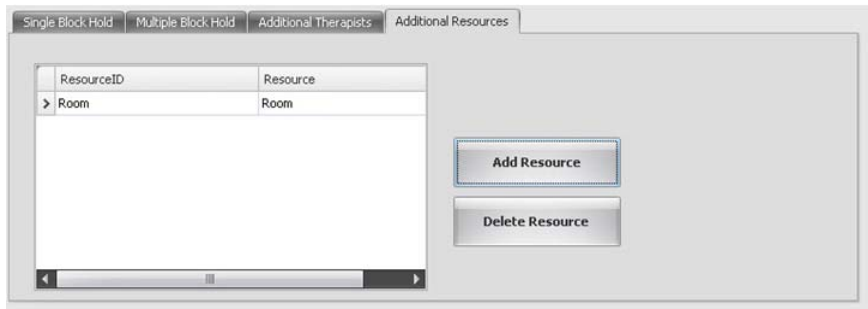 Single Block Hold Multiple Block Hold Additional Therapists Additional Resources
ResourceID Resource
Room Room
Add Resource
Delete Resource